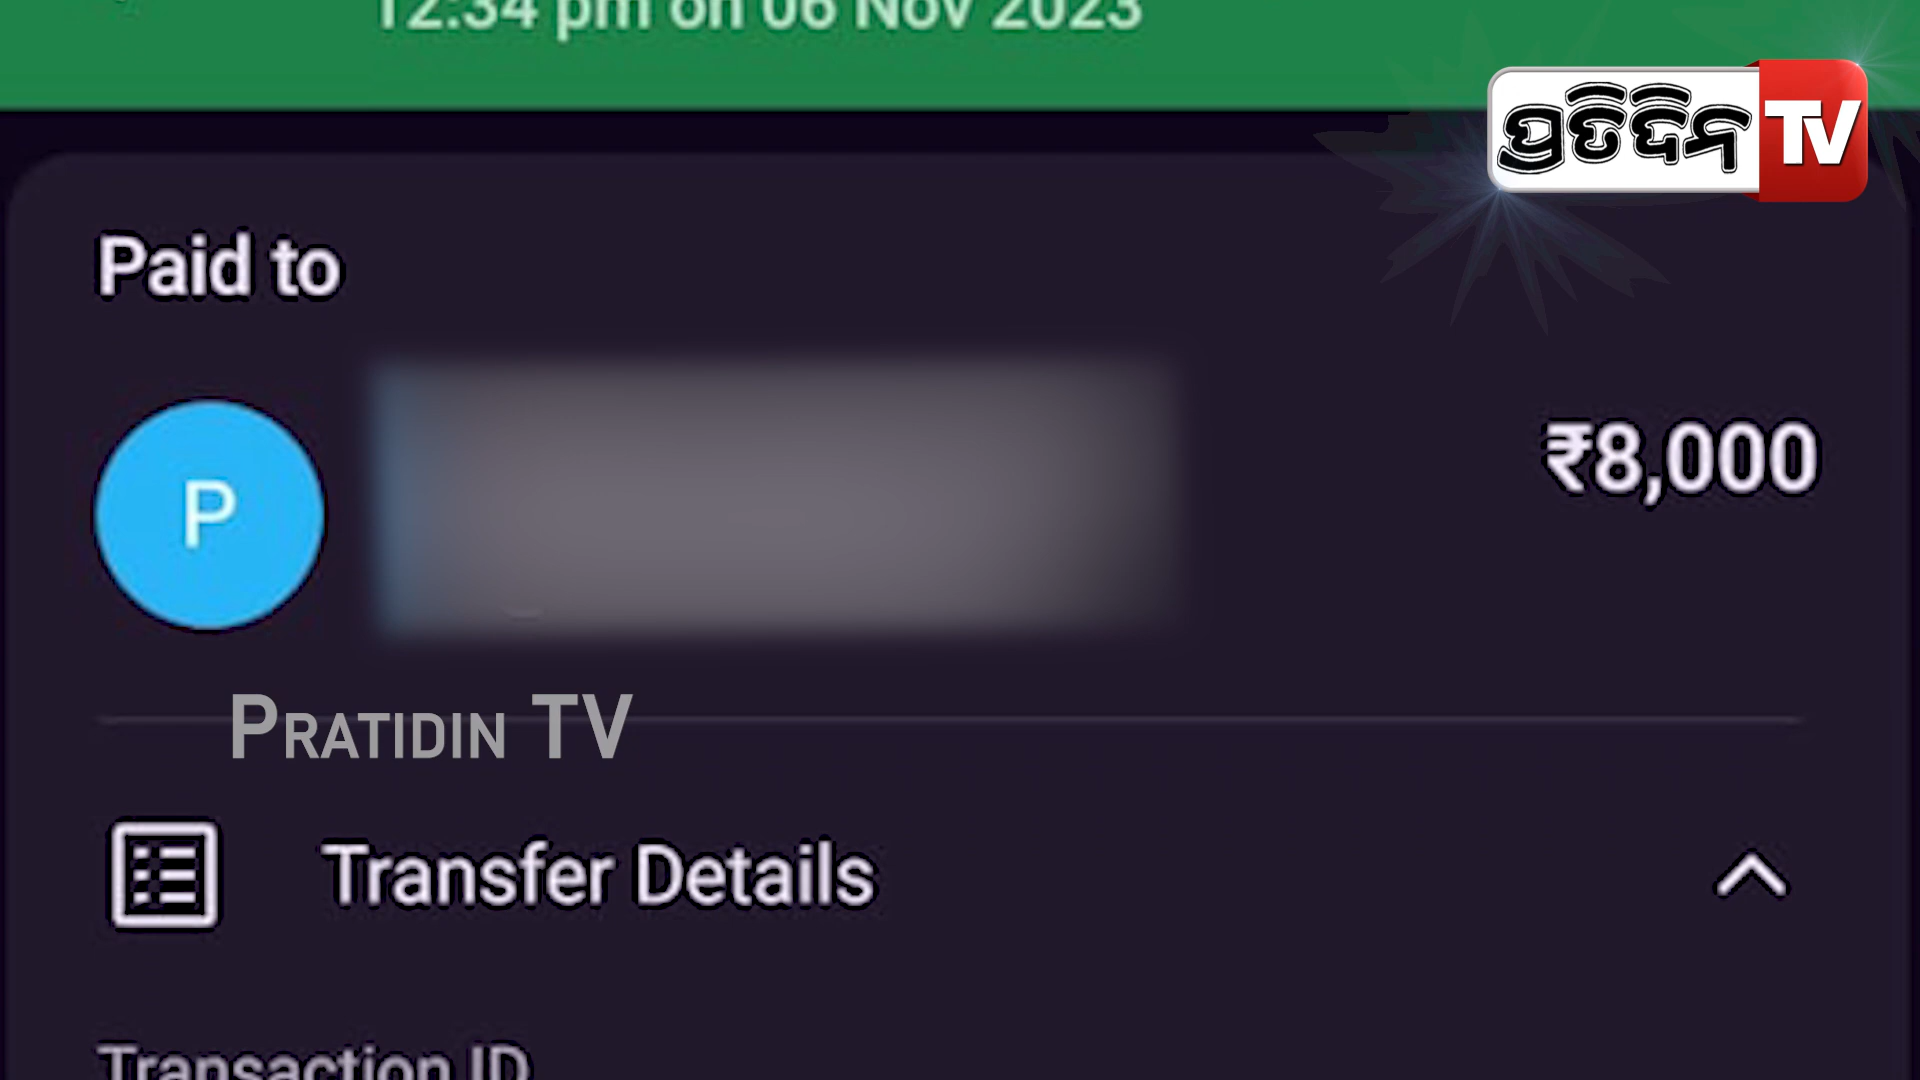 12:34 pm on 06 Nov 2023
ପ୍ରତିଦିନ TV
Paid to
P
₹8,000
PRATIDIN TV
Transfer Details
Transaction ID